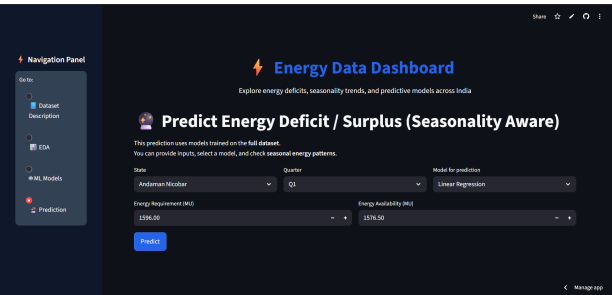 Share
Navigation Panel
Go to:
Dataset
Description
EDA
ML Models
Prediction
Energy Data Dashboard
Explore energy deficits, seasonality trends, and predictive models across India
Predict Energy Deficit / Surplus (Seasonality Aware)
This prediction uses models trained on the full dataset.
You can provide inputs, select a model, and check seasonal energy patterns.
State
Quarter
Model for prediction
Andaman Nicobar
Q1
Linear Regression
Energy Requirement (MU)
Energy Availability (MU)
1596.00
- +
1576.50
- +
Predict
Manage app